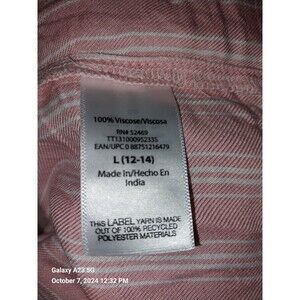 100% Viscose/Viscosa
RN# 52469
TT131000952335
EAN/UPC 0 88751216479
L (12-14)
Made In/Hecho En
India
THIS LABEL YARN IS MADE
OUT OF 100% RECYCLED
POLYESTER MATERIALS
Galaxy A23 5G
October 7, 2024 12:32 PM